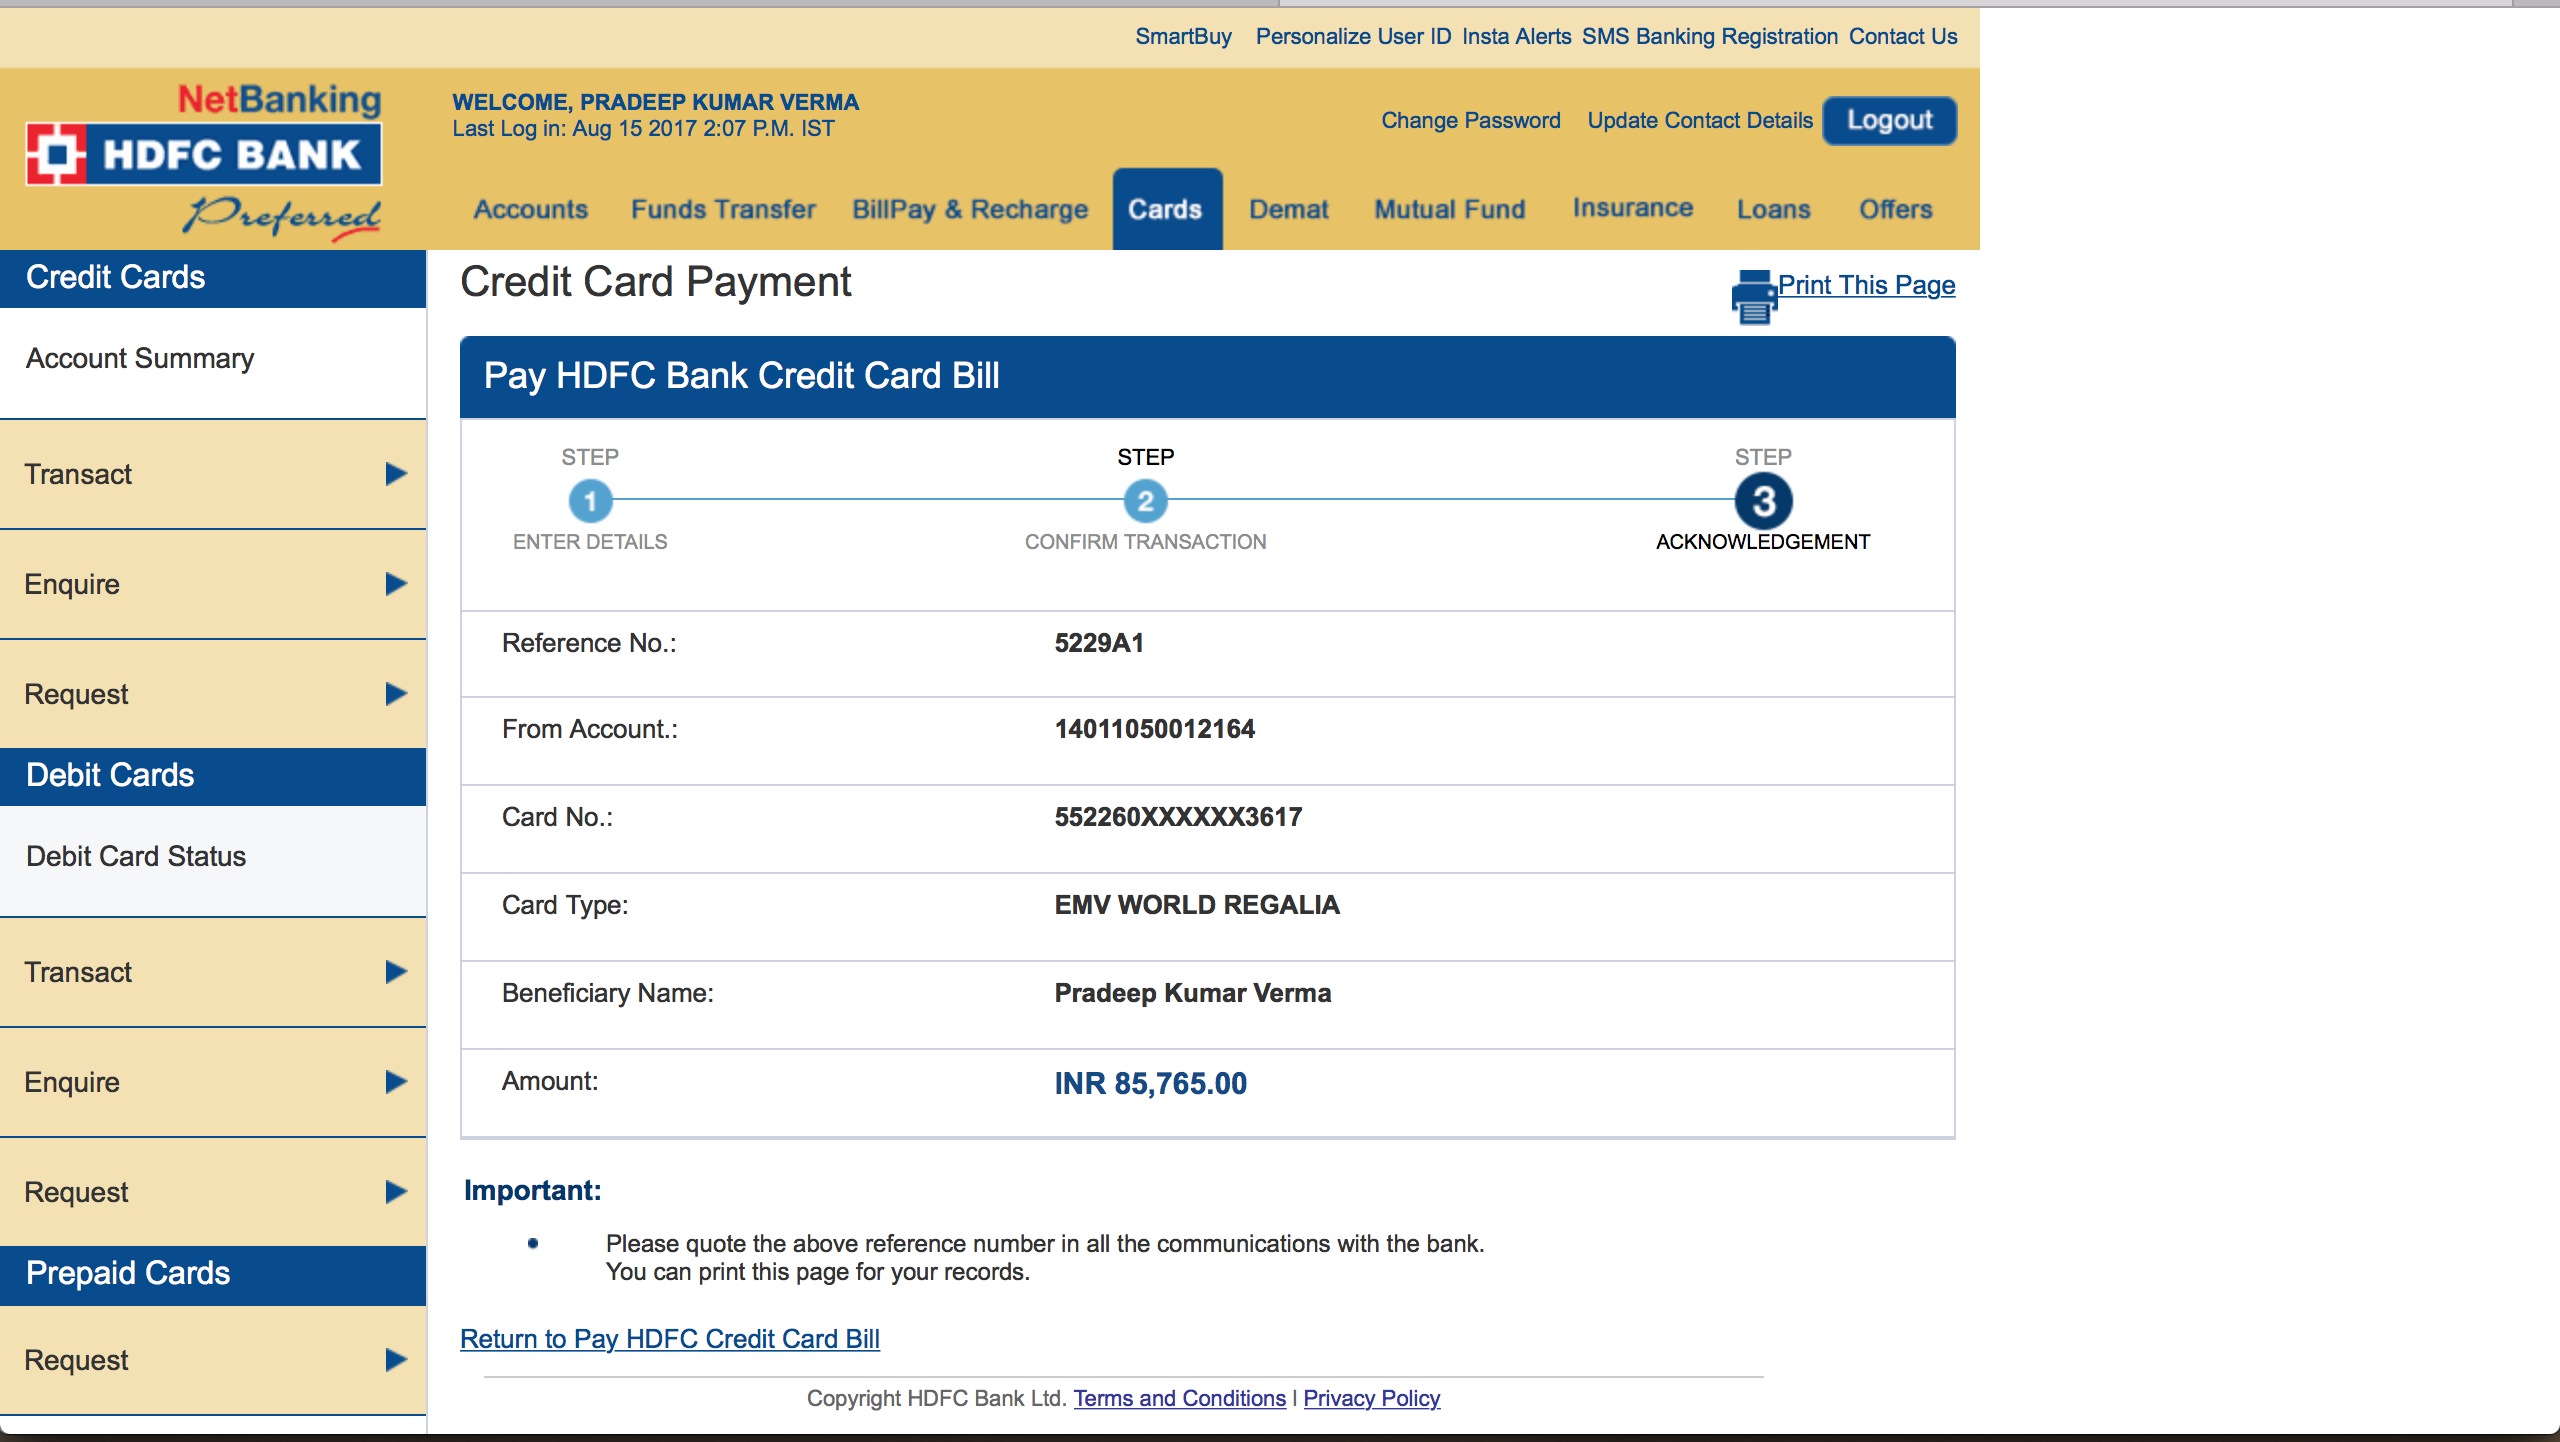 SmartBuy Personalize User ID Insta Alerts SMS Banking Registration Contact Us
NetBanking
HDFC BANK
Preferred
WELCOME, PRADEEP KUMAR VERMA
Last Log in: Aug 15 2017 2:07 P.M. IST
Change Password Update Contact Details Logout
Accounts Funds Transfer BillPay & Recharge Cards Demat Mutual Fund Insurance Loans Offers
Credit Cards
Account Summary
Transact
Enquire
Request
Debit Cards
Debit Card Status
Transact
Enquire
Request
Prepaid Cards
Request
Credit Card Payment
Print This Page
Pay HDFC Bank Credit Card Bill
STEP STEP STEP
1 2 3
ENTER DETAILS CONFIRM TRANSACTION ACKNOWLEDGEMENT
Reference No.: 5229A1
From Account.: 14011050012164
Card No.: 552260XXXXXX3617
Card Type: EMV WORLD REGALIA
Beneficiary Name: Pradeep Kumar Verma
Amount: INR 85,765.00
Important:
Please quote the above reference number in all the communications with the bank.
You can print this page for your records.
Return to Pay HDFC Credit Card Bill
Copyright HDFC Bank Ltd. Terms and Conditions | Privacy Policy